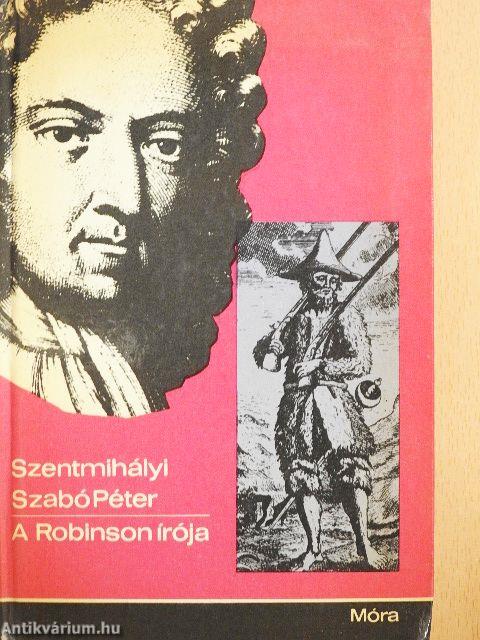 Szentmihályi
Szabó Péter
A Robinson írója
Móra
Antikvárium.hu